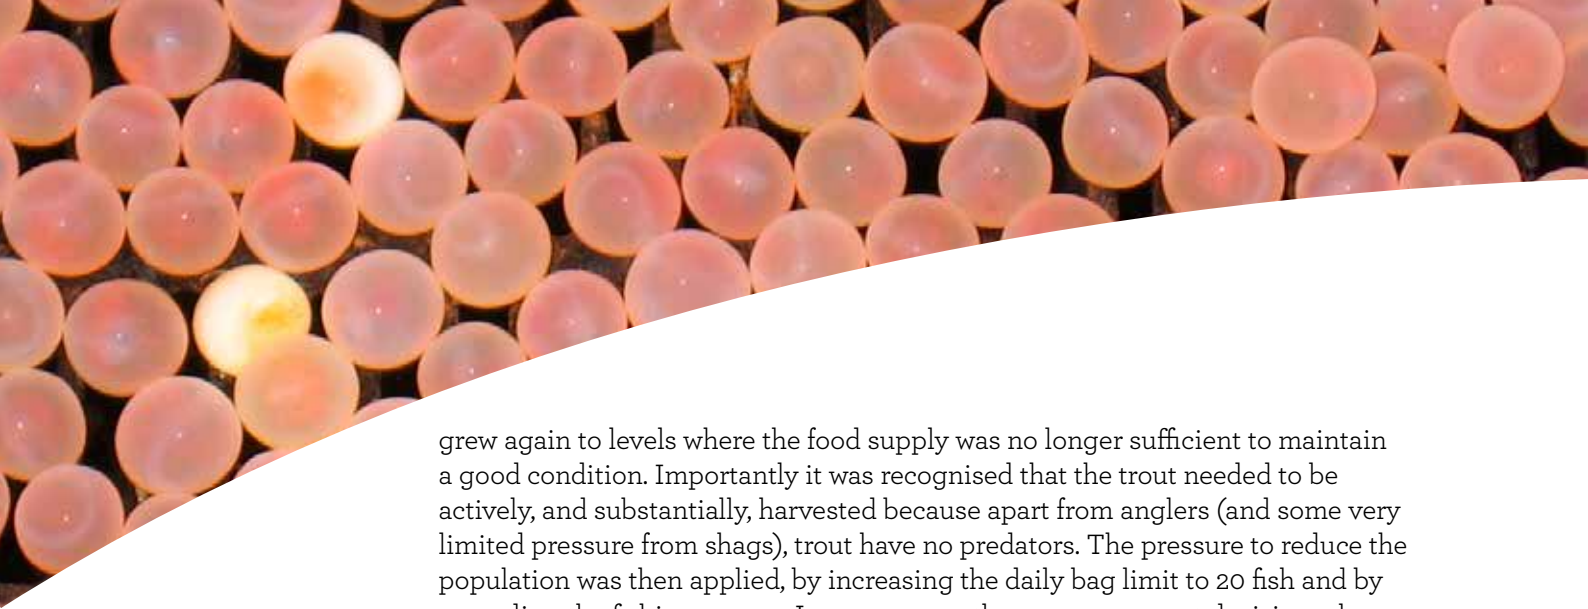 grew again to levels where the food supply was no longer sufficient to maintain
a good condition. Importantly it was recognised that the trout needed to be
actively, and substantially, harvested because apart from anglers (and some very
limited pressure from shags), trout have no predators. The pressure to reduce the
population was then applied, by increasing the daily bag limit to 20 fish and by